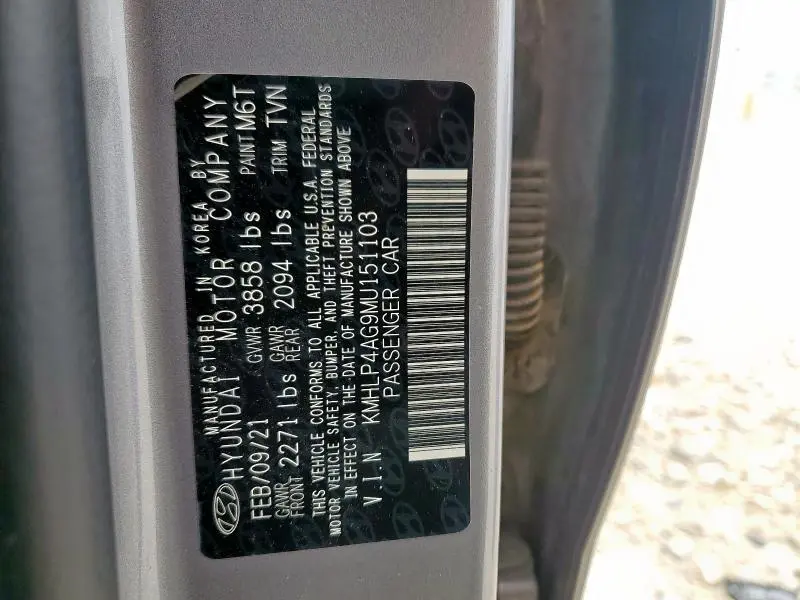 MANUFACTURED IN KOREA BY
HYUNDAI MOTOR COMPANY
FEB/09/21 GVWR 3858 lbs PAINT M6T
GAWR FRONT 2271 lbs GAWR REAR 2094 lbs TRIM TVN
THIS VEHICLE CONFORMS TO ALL APPLICABLE U.S.A. FEDERAL
MOTOR VEHICLE SAFETY, BUMPER, AND THEFT PREVENTION STANDARDS
IN EFFECT ON THE DATE OF MANUFACTURE SHOWN ABOVE
V.I.N KMHLP4AG9MU151103
PASSENGER CAR